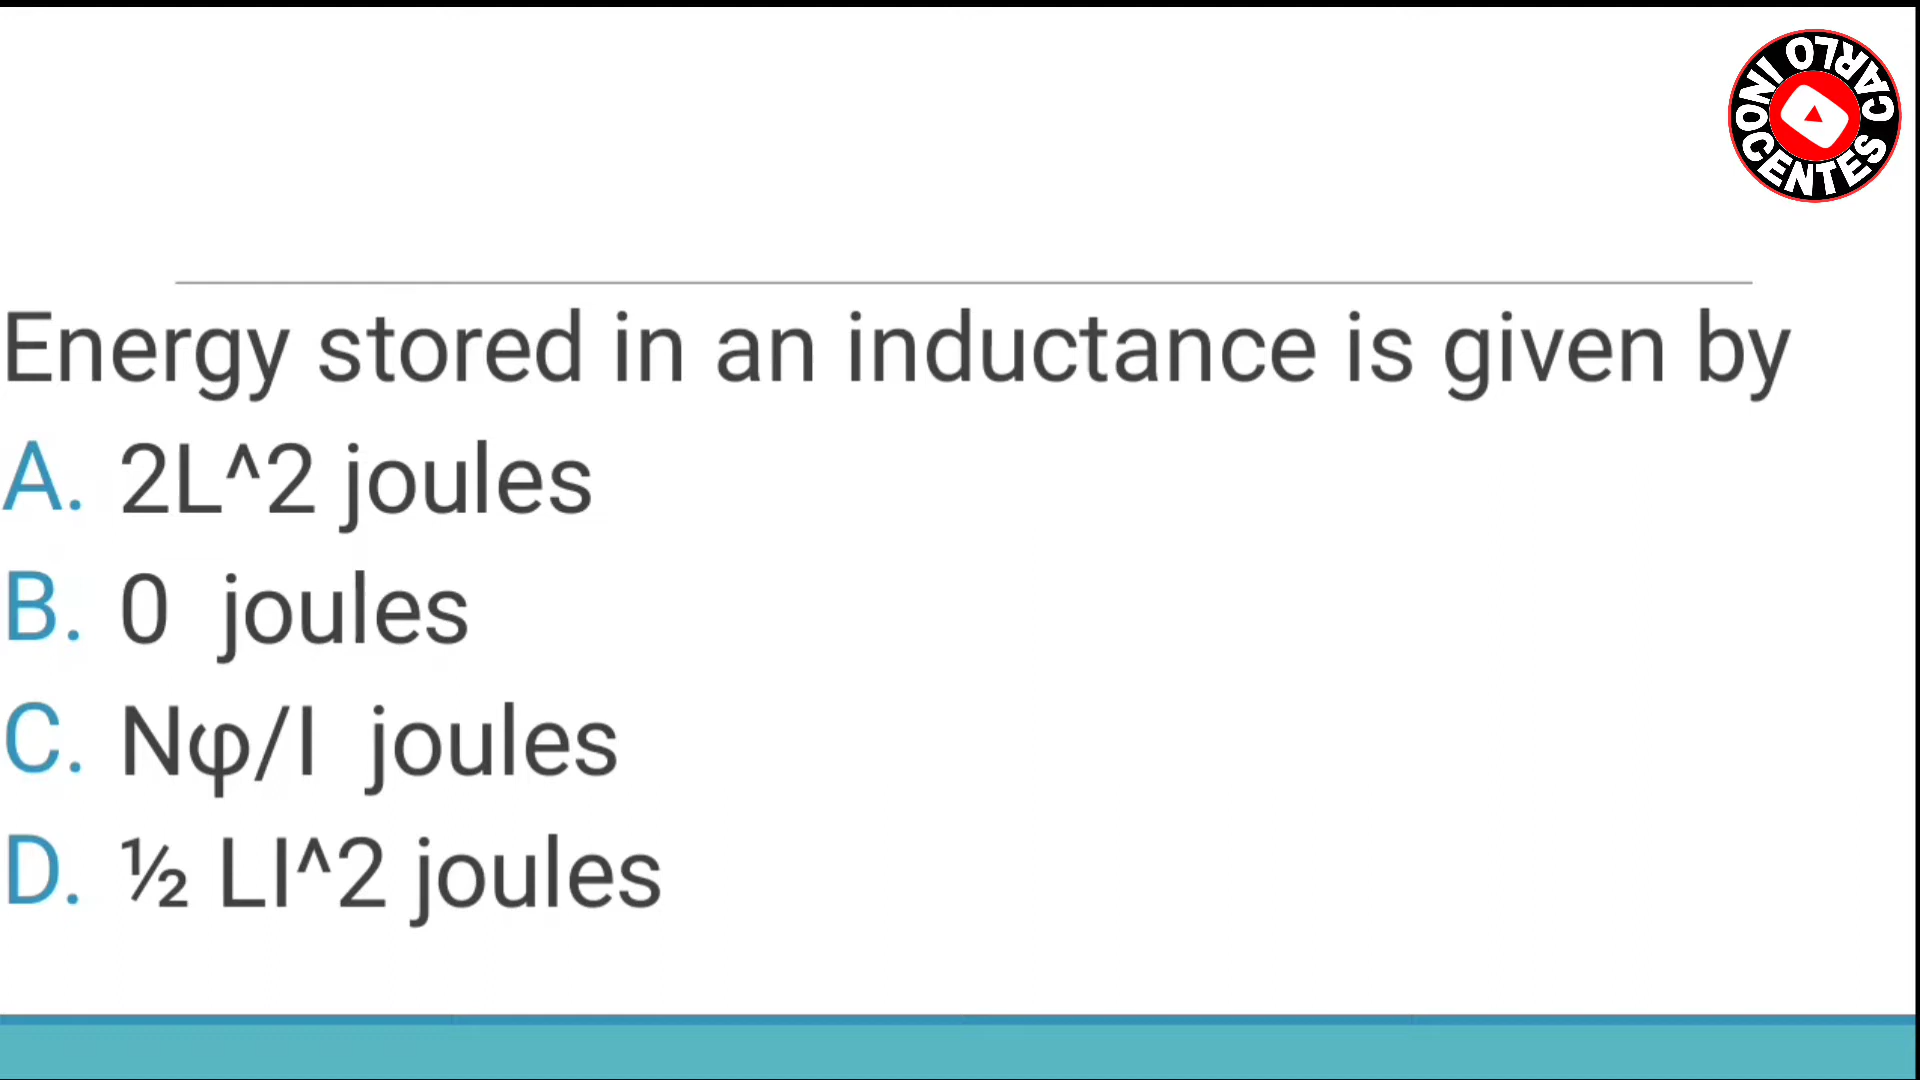 CARLO INOCENTES
Energy stored in an inductance is given by
A. 2L^2 joules
B. 0 joules
C. Nφ/I joules
D. ½ LI^2 joules